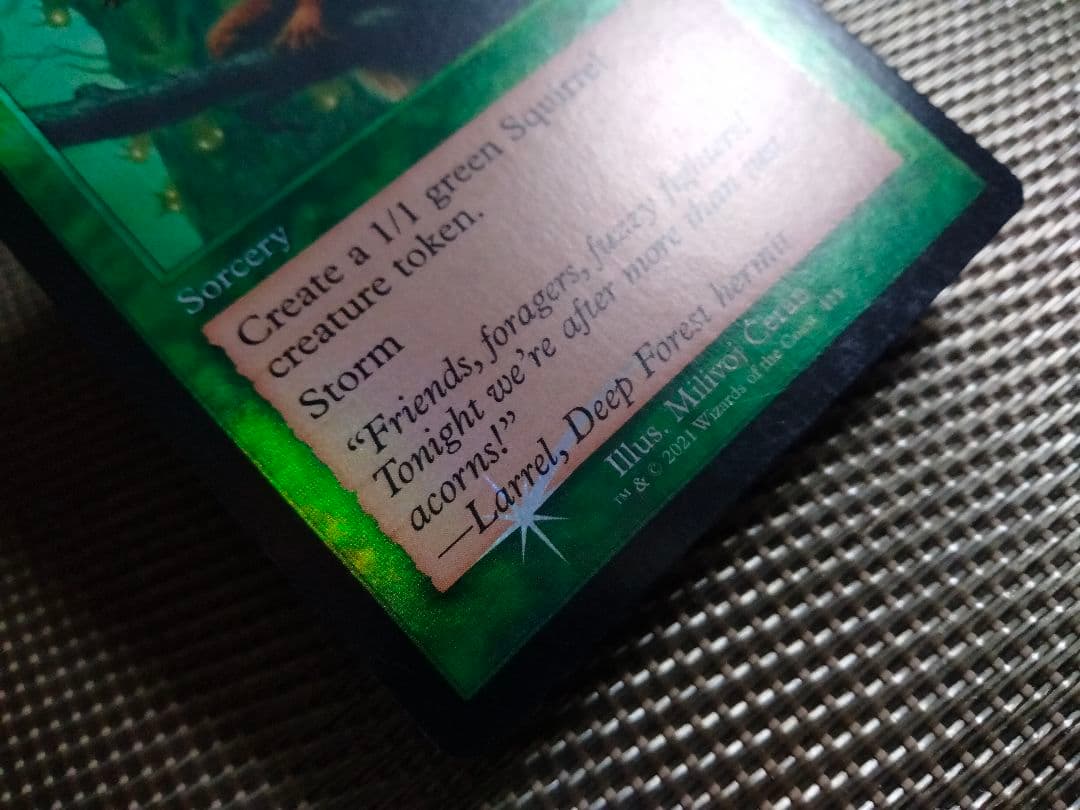 Sorcery
Create a 1/1 green Squirrel
creature token.
Storm
“Friends, foragers, fuzzy fighters!
Tonight we’re after more than just
acorns!”
—Larrel, Deep Forest hermit
Illus. Milivoj Ćeran
™ & © 2021 Wizards of the Coast